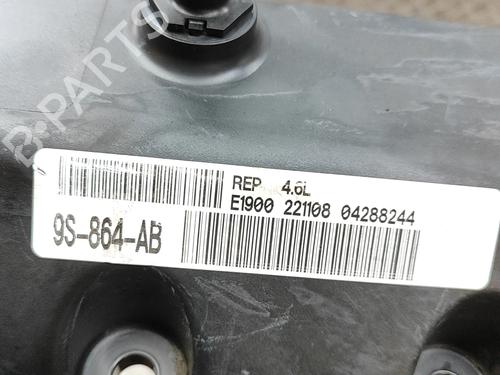 B-PARTS
REP 4.6L
E1900 221108 04288244
9S-864-AB